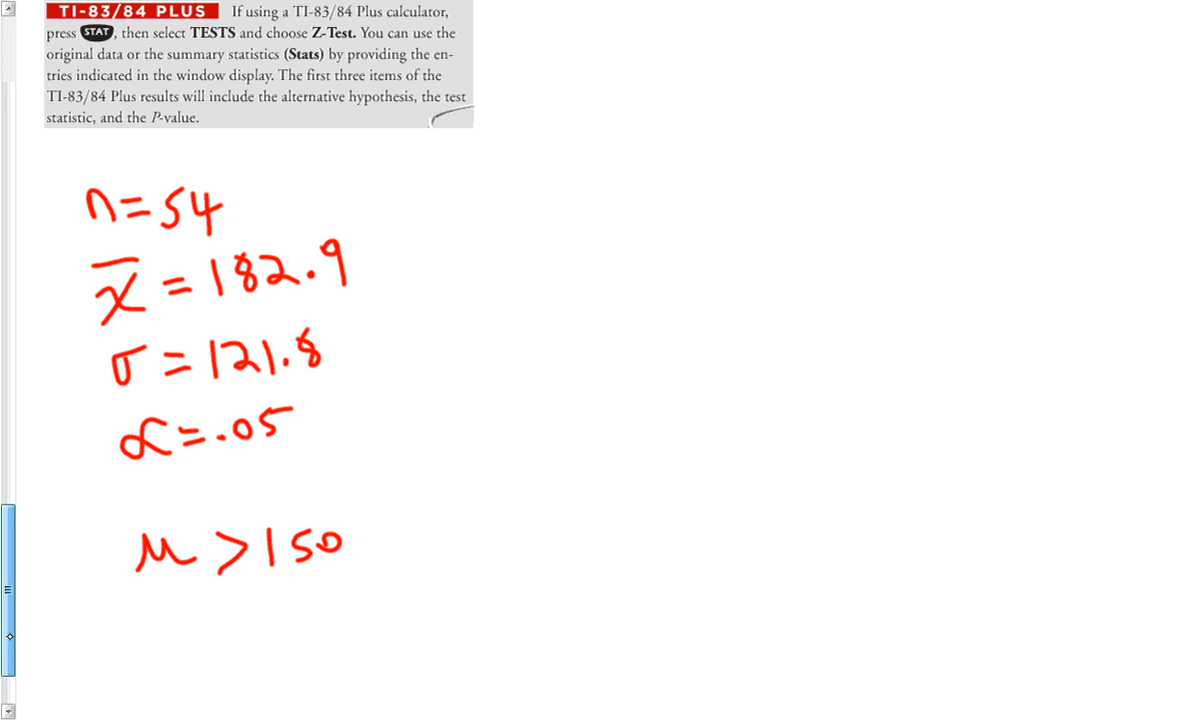 TI-83/84 PLUS If using a TI-83/84 Plus calculator,
press STAT, then select TESTS and choose Z-Test. You can use the
original data or the summary statistics (Stats) by providing the en-
tries indicated in the window display. The first three items of the
TI-83/84 Plus results will include the alternative hypothesis, the test
statistic, and the P-value.
n = 54
x̄ = 182.9
σ = 121.8
α = .05
μ > 150